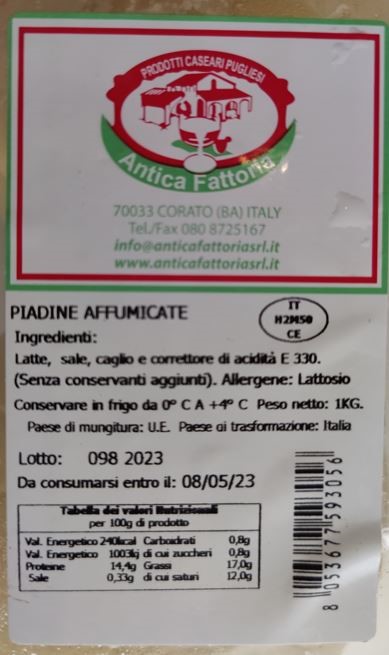 PRODOTTI CASEARI PUGLIESI
Antica Fattoria
70033 CORATO (BA) ITALY
Tel./Fax 080 8725167
info@anticafattoriasrl.it
www.anticafattoriasrl.it
PIADINE AFFUMICATE
IT
H2M50
CE
Ingredienti:
Latte, sale, caglio e correttore di acidità E 330.
(Senza conservanti aggiunti). Allergene: Lattosio
Conservare in frigo da 0° C A +4° C Peso netto: 1KG.
Paese di mungitura: U.E. Paese di trasformazione: Italia
Lotto: 098 2023
Da consumarsi entro il: 08/05/23
Tabella dei valori Nutrizionali
per 100g di prodotto
Val. Energetico 240kcal Carboidrati 0,8g
Val. Energetico 1003kj di cui zuccheri 0,8g
Proteine 14,4g Grassi 17,0g
Sale 0,33g di cui saturi 12,0g
8 053677 593056